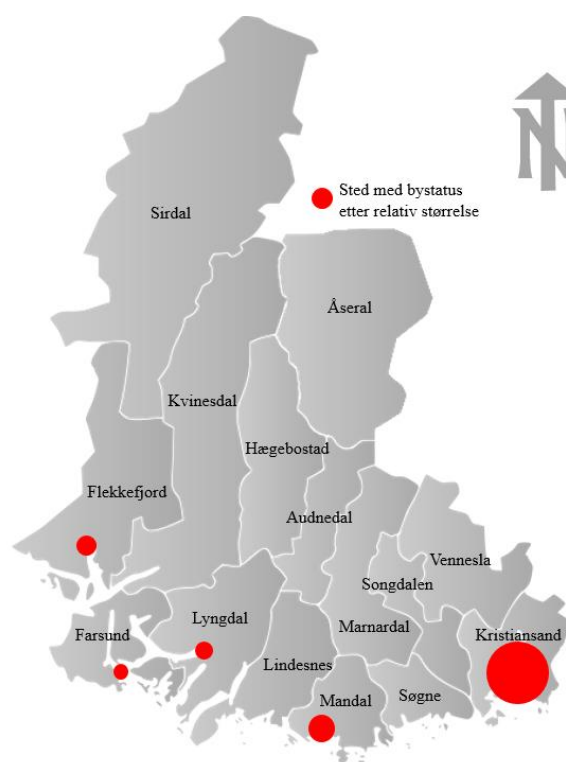 Sted med bystatus
etter relativ størrelse
Sirdal
Åseral
Kvinesdal
Hægebostad
Flekkefjord
Audnedal
Vennesla
Songdalen
Lyngdal
Marnardal
Farsund
Kristiansand
Lindesnes
Mandal
Søgne
N